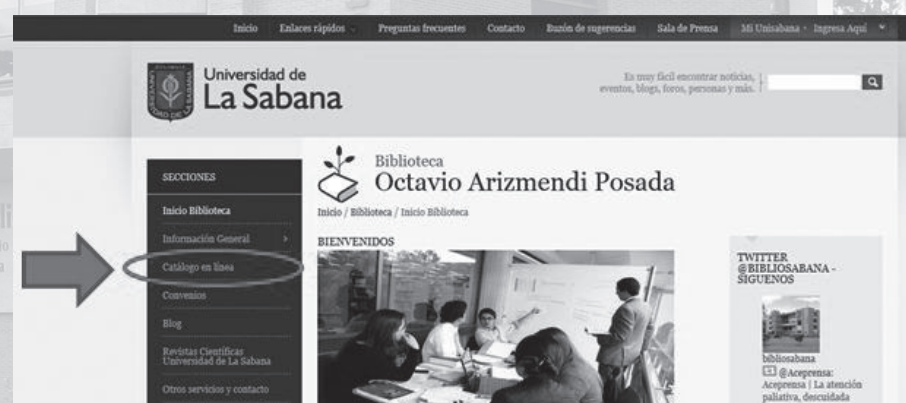 Inicio Enlaces rápidos Preguntas frecuentes Contacto Buzón de sugerencias Sala de Prensa Mi Unisabana - Ingresa Aquí
Universidad de
La Sabana
Es muy fácil encontrar noticias,
eventos, blogs, foros, personas y más.
SECCIONES
Inicio Biblioteca
Información General >
Catálogo en línea
Convenios
Blog
Revistas Científicas
Universidad de La Sabana
Otros servicios y contacto
Biblioteca
Octavio Arizmendi Posada
Inicio / Biblioteca / Inicio Biblioteca
BIENVENIDOS
TWITTER
@BIBLIOSABANA -
SIGUENOS
bibliosabana
@Aceprensa:
Aceprensa | La atención
paliativa, descuidada